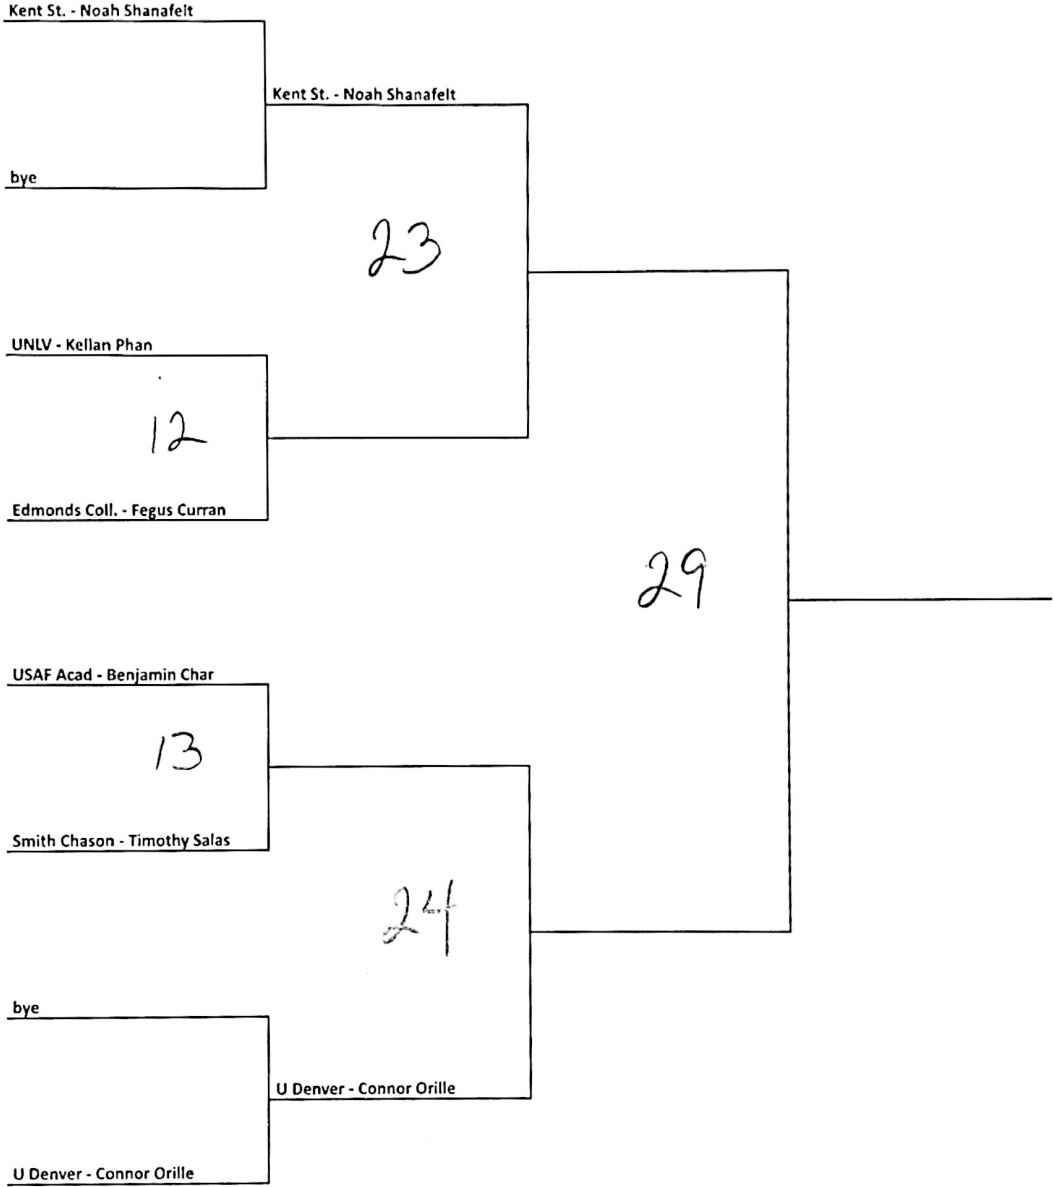 Kent St. - Noah Shanafelt
Kent St. - Noah Shanafelt
bye
23
UNLV - Kellan Phan
12
Edmonds Coll. - Fegus Curran
29
USAF Acad - Benjamin Char
13
Smith Chason - Timothy Salas
24
bye
U Denver - Connor Orille
U Denver - Connor Orille